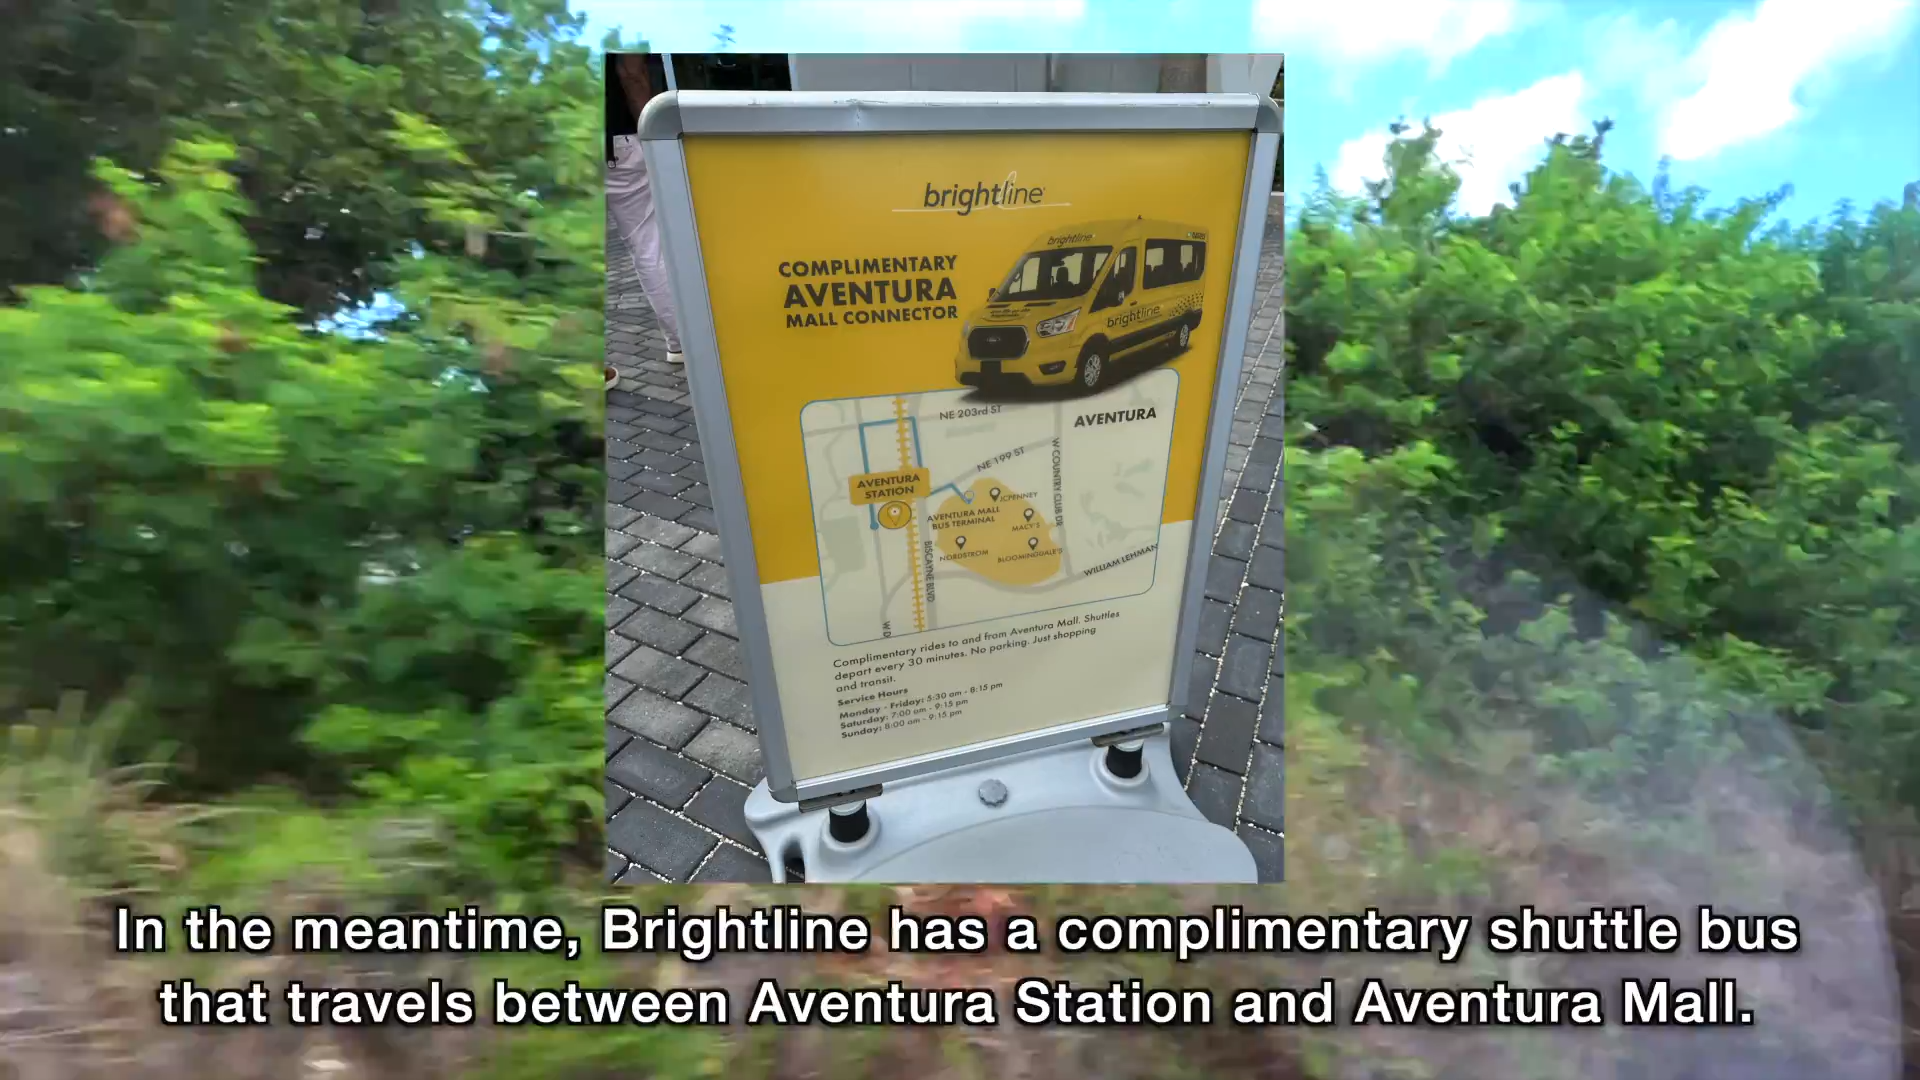 brightline
COMPLIMENTARY
AVENTURA
MALL CONNECTOR
brightline
brightline
NE 203rd ST
AVENTURA
NE 199 ST
W COUNTRY CLUB DR
AVENTURA
STATION
JCPENNEY
AVENTURA MALL
BUS TERMINAL
MACY'S
NORDSTROM
BLOOMINGDALE'S
BISCAYNE BLVD
WILLIAM LEHMAN
W D
Complimentary rides to and from Aventura Mall. Shuttles
depart every 30 minutes. No parking. Just shopping
and transit.
Service Hours
Monday - Friday: 5:30 am - 8:15 pm
Saturday: 7:00 am - 9:15 pm
Sunday: 8:00 am - 9:15 pm
In the meantime, Brightline has a complimentary shuttle bus
that travels between Aventura Station and Aventura Mall.